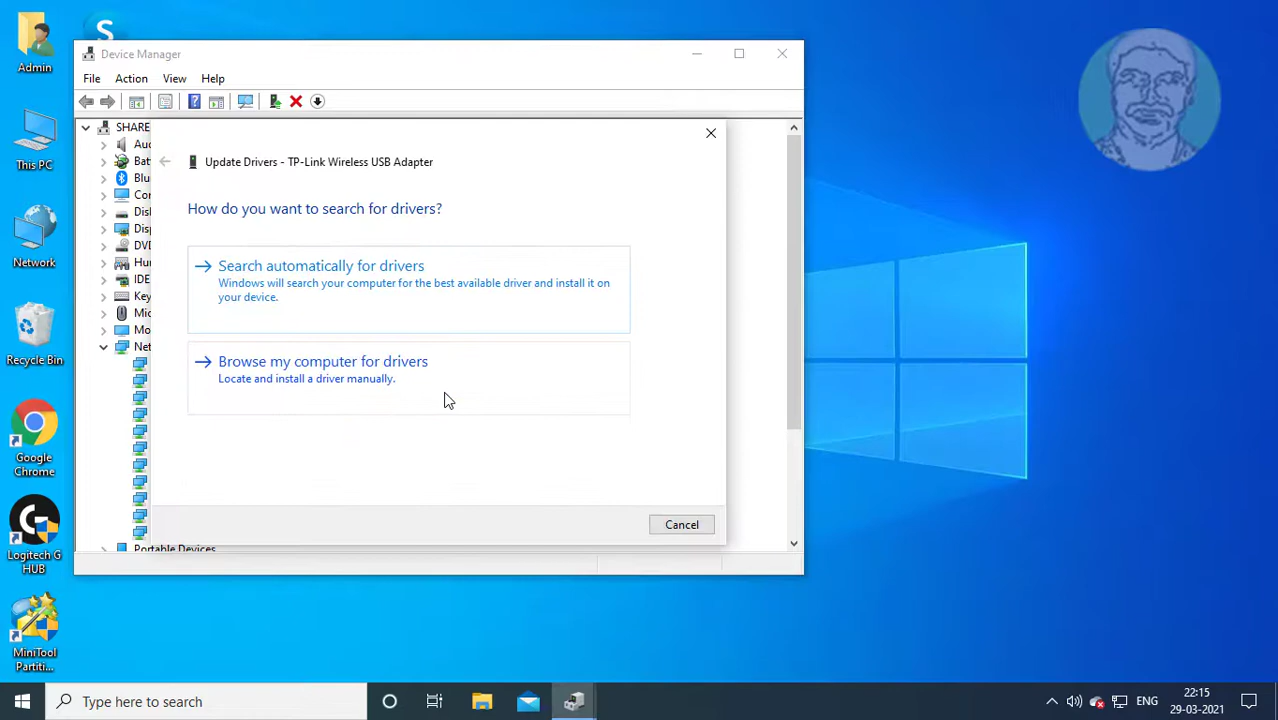 Admin
This PC
Network
Recycle Bin
Google
Chrome
Logitech G
HUB
MiniTool
Partiti...
S
Device Manager
File Action View Help
SHARE
Auc
Bat
Blu
Cor
Dis
Disp
DVD
Hur
IDE
Key
Mic
Mo
Net
Portable Devices
Update Drivers - TP-Link Wireless USB Adapter
How do you want to search for drivers?
Search automatically for drivers
Windows will search your computer for the best available driver and install it on
your device.
Browse my computer for drivers
Locate and install a driver manually.
Cancel
Type here to search
ENG
22:15
29-03-2021